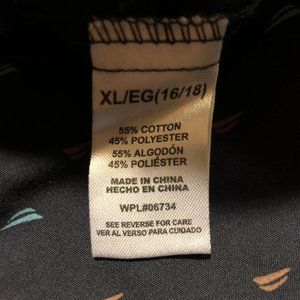 XL/EG(16/18)
55% COTTON
45% POLYESTER
55% ALGODÓN
45% POLIÉSTER
MADE IN CHINA
HECHO EN CHINA
WPL#06734
SEE REVERSE FOR CARE
VER AL VERSO PARA CUIDADO